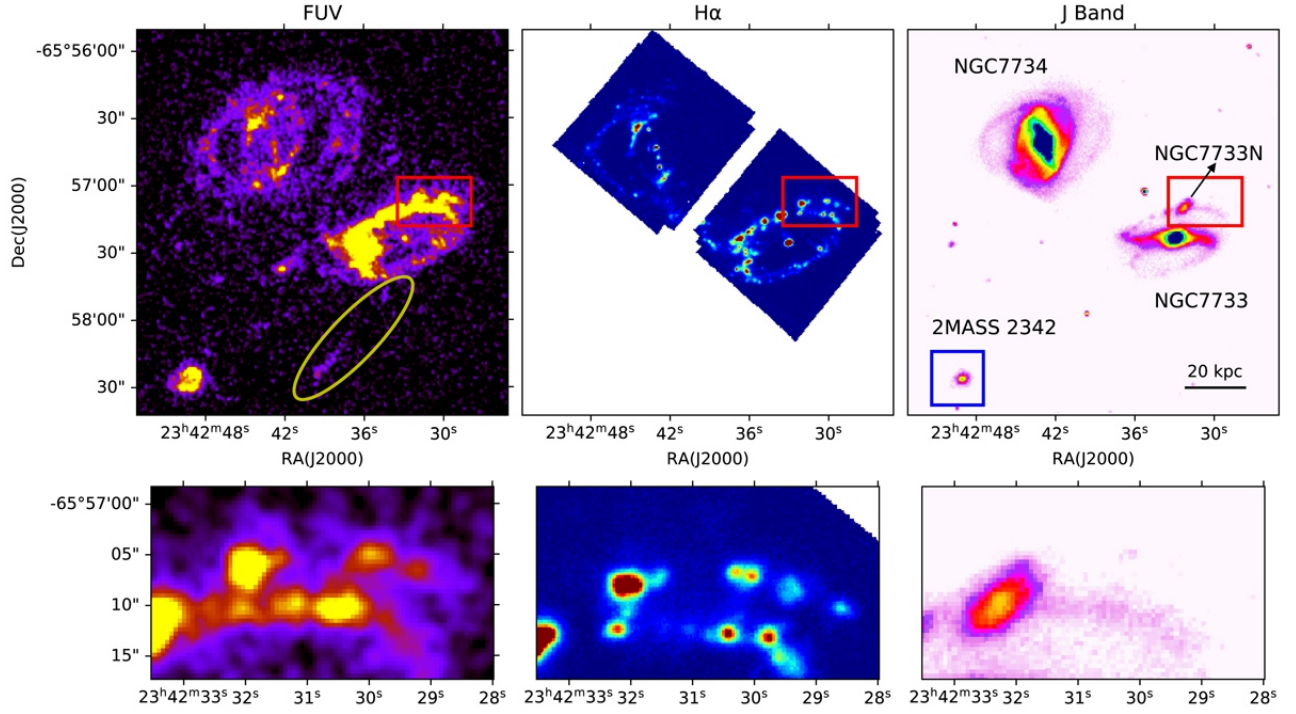 FUV
Hα
J Band
-65°56'00"
30"
57'00"
30"
58'00"
30"
Dec(J2000)
23ʰ42ᵐ48ˢ
42ˢ
36ˢ
30ˢ
RA(J2000)
23ʰ42ᵐ48ˢ
42ˢ
36ˢ
30ˢ
RA(J2000)
NGC7734
NGC7733N
NGC7733
2MASS 2342
20 kpc
23ʰ42ᵐ48ˢ
42ˢ
36ˢ
30ˢ
RA(J2000)
-65°57'00"
05"
10"
15"
23ʰ42ᵐ33ˢ
32ˢ
31ˢ
30ˢ
29ˢ
28ˢ
23ʰ42ᵐ33ˢ
32ˢ
31ˢ
30ˢ
29ˢ
28ˢ
23ʰ42ᵐ33ˢ
32ˢ
31ˢ
30ˢ
29ˢ
28ˢ